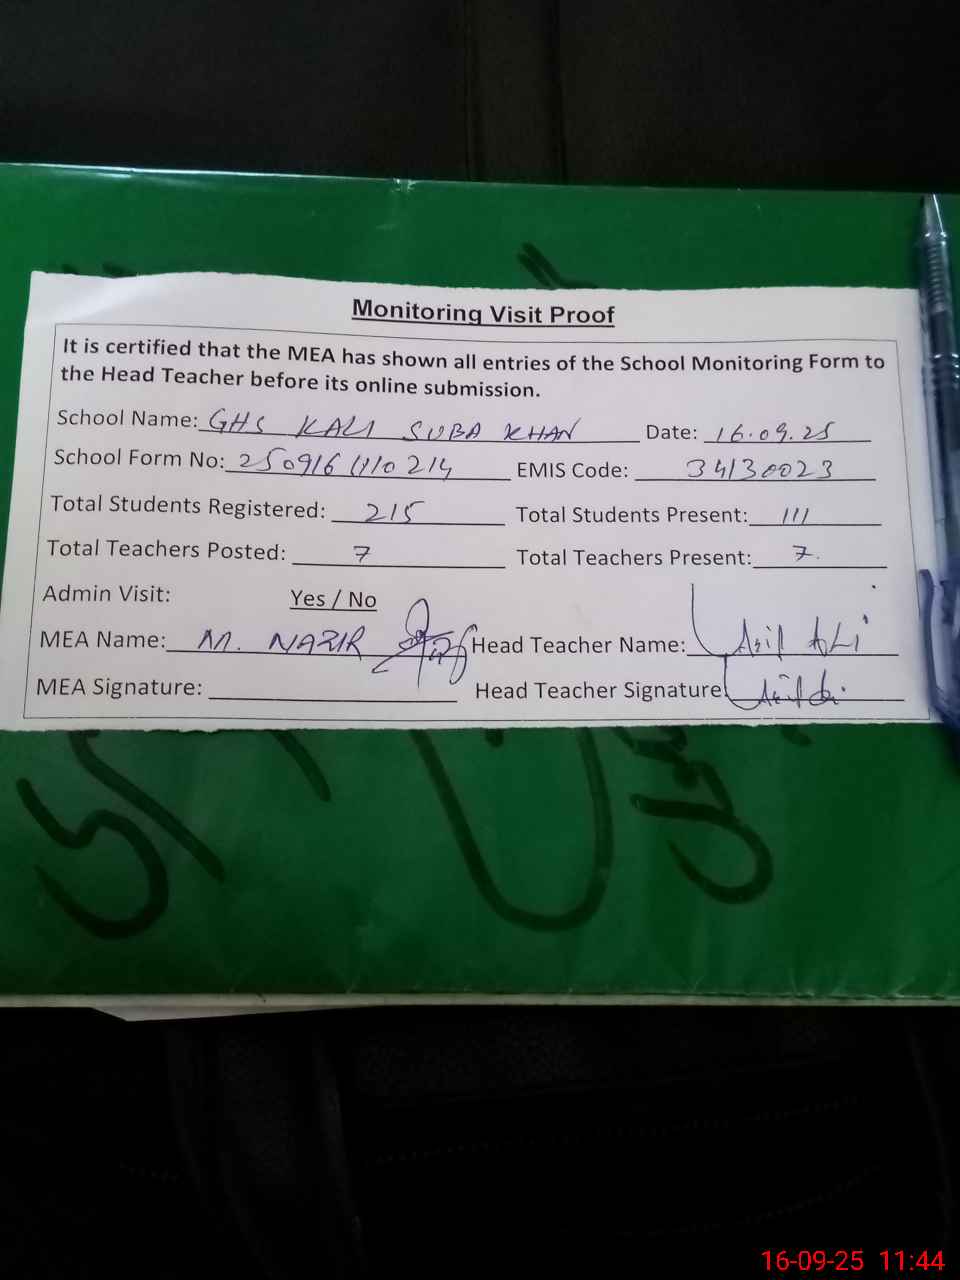 Monitoring Visit Proof
It is certified that the MEA has shown all entries of the School Monitoring Form to
the Head Teacher before its online submission.
School Name: GHS KALI SUBA KHAN Date: 16.09.25
School Form No: 250916 1110214 EMIS Code: 34130023
Total Students Registered: 215 Total Students Present: 111
Total Teachers Posted: 7 Total Teachers Present: 7.
Admin Visit: Yes / No
MEA Name: M. NAZIR Head Teacher Name: Asif Ali
MEA Signature: Head Teacher Signature
16-09-25 11:44